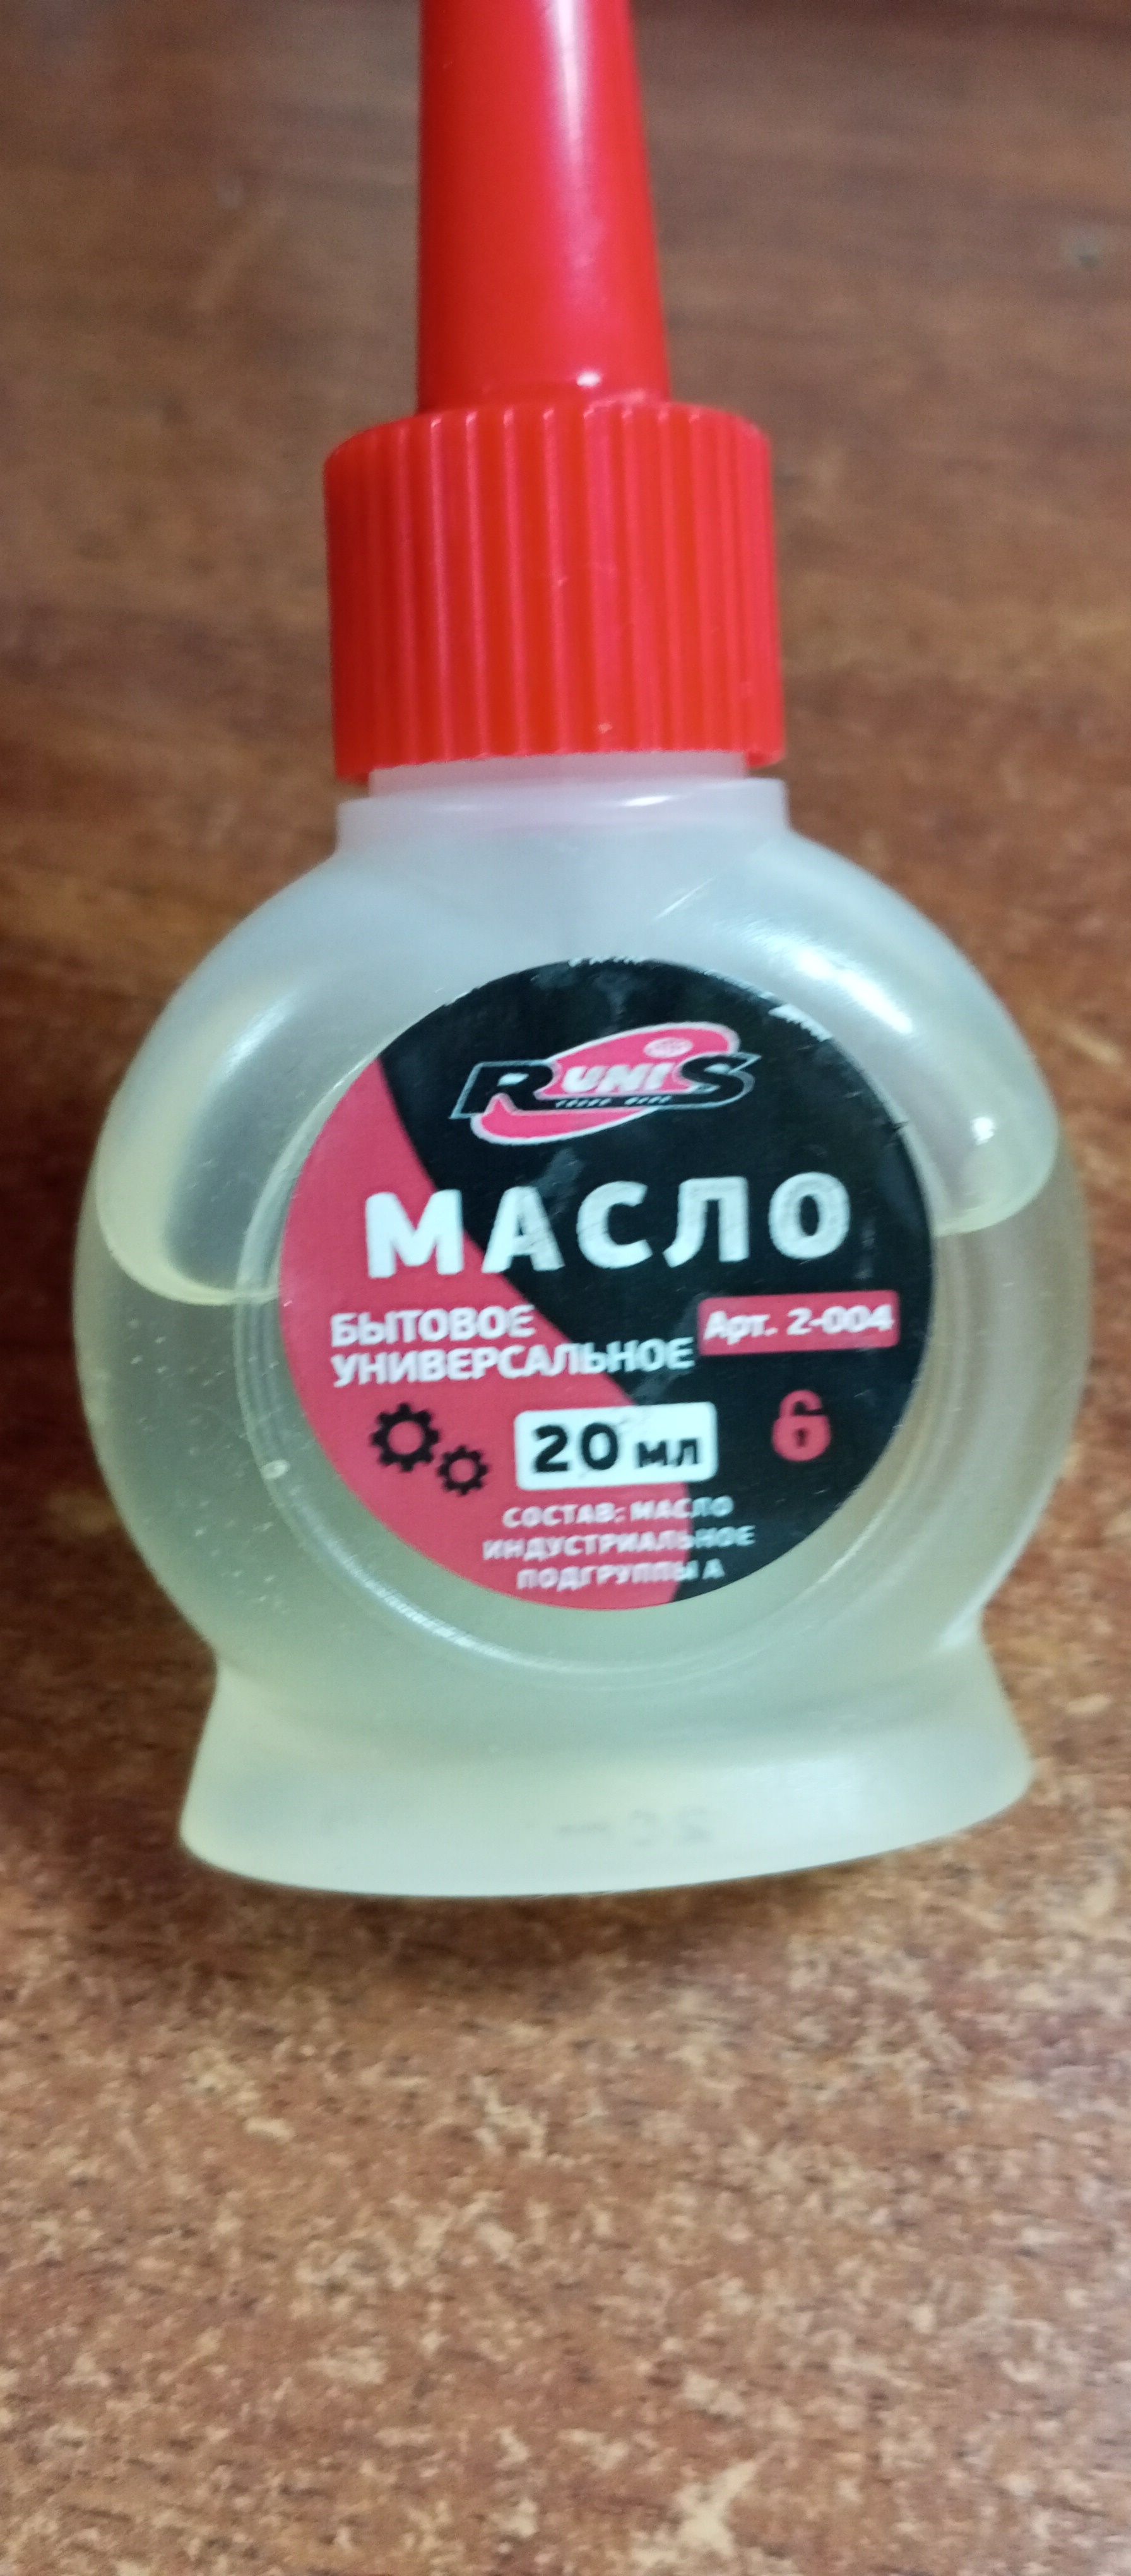 RUNIS
МАСЛО
БЫТОВОЕ
УНИВЕРСАЛЬНОЕ
Арт. 2-004
20 мл
СОСТАВ: МАСЛО
ИНДУСТРИАЛЬНОЕ
ПОДГРУППЫ А